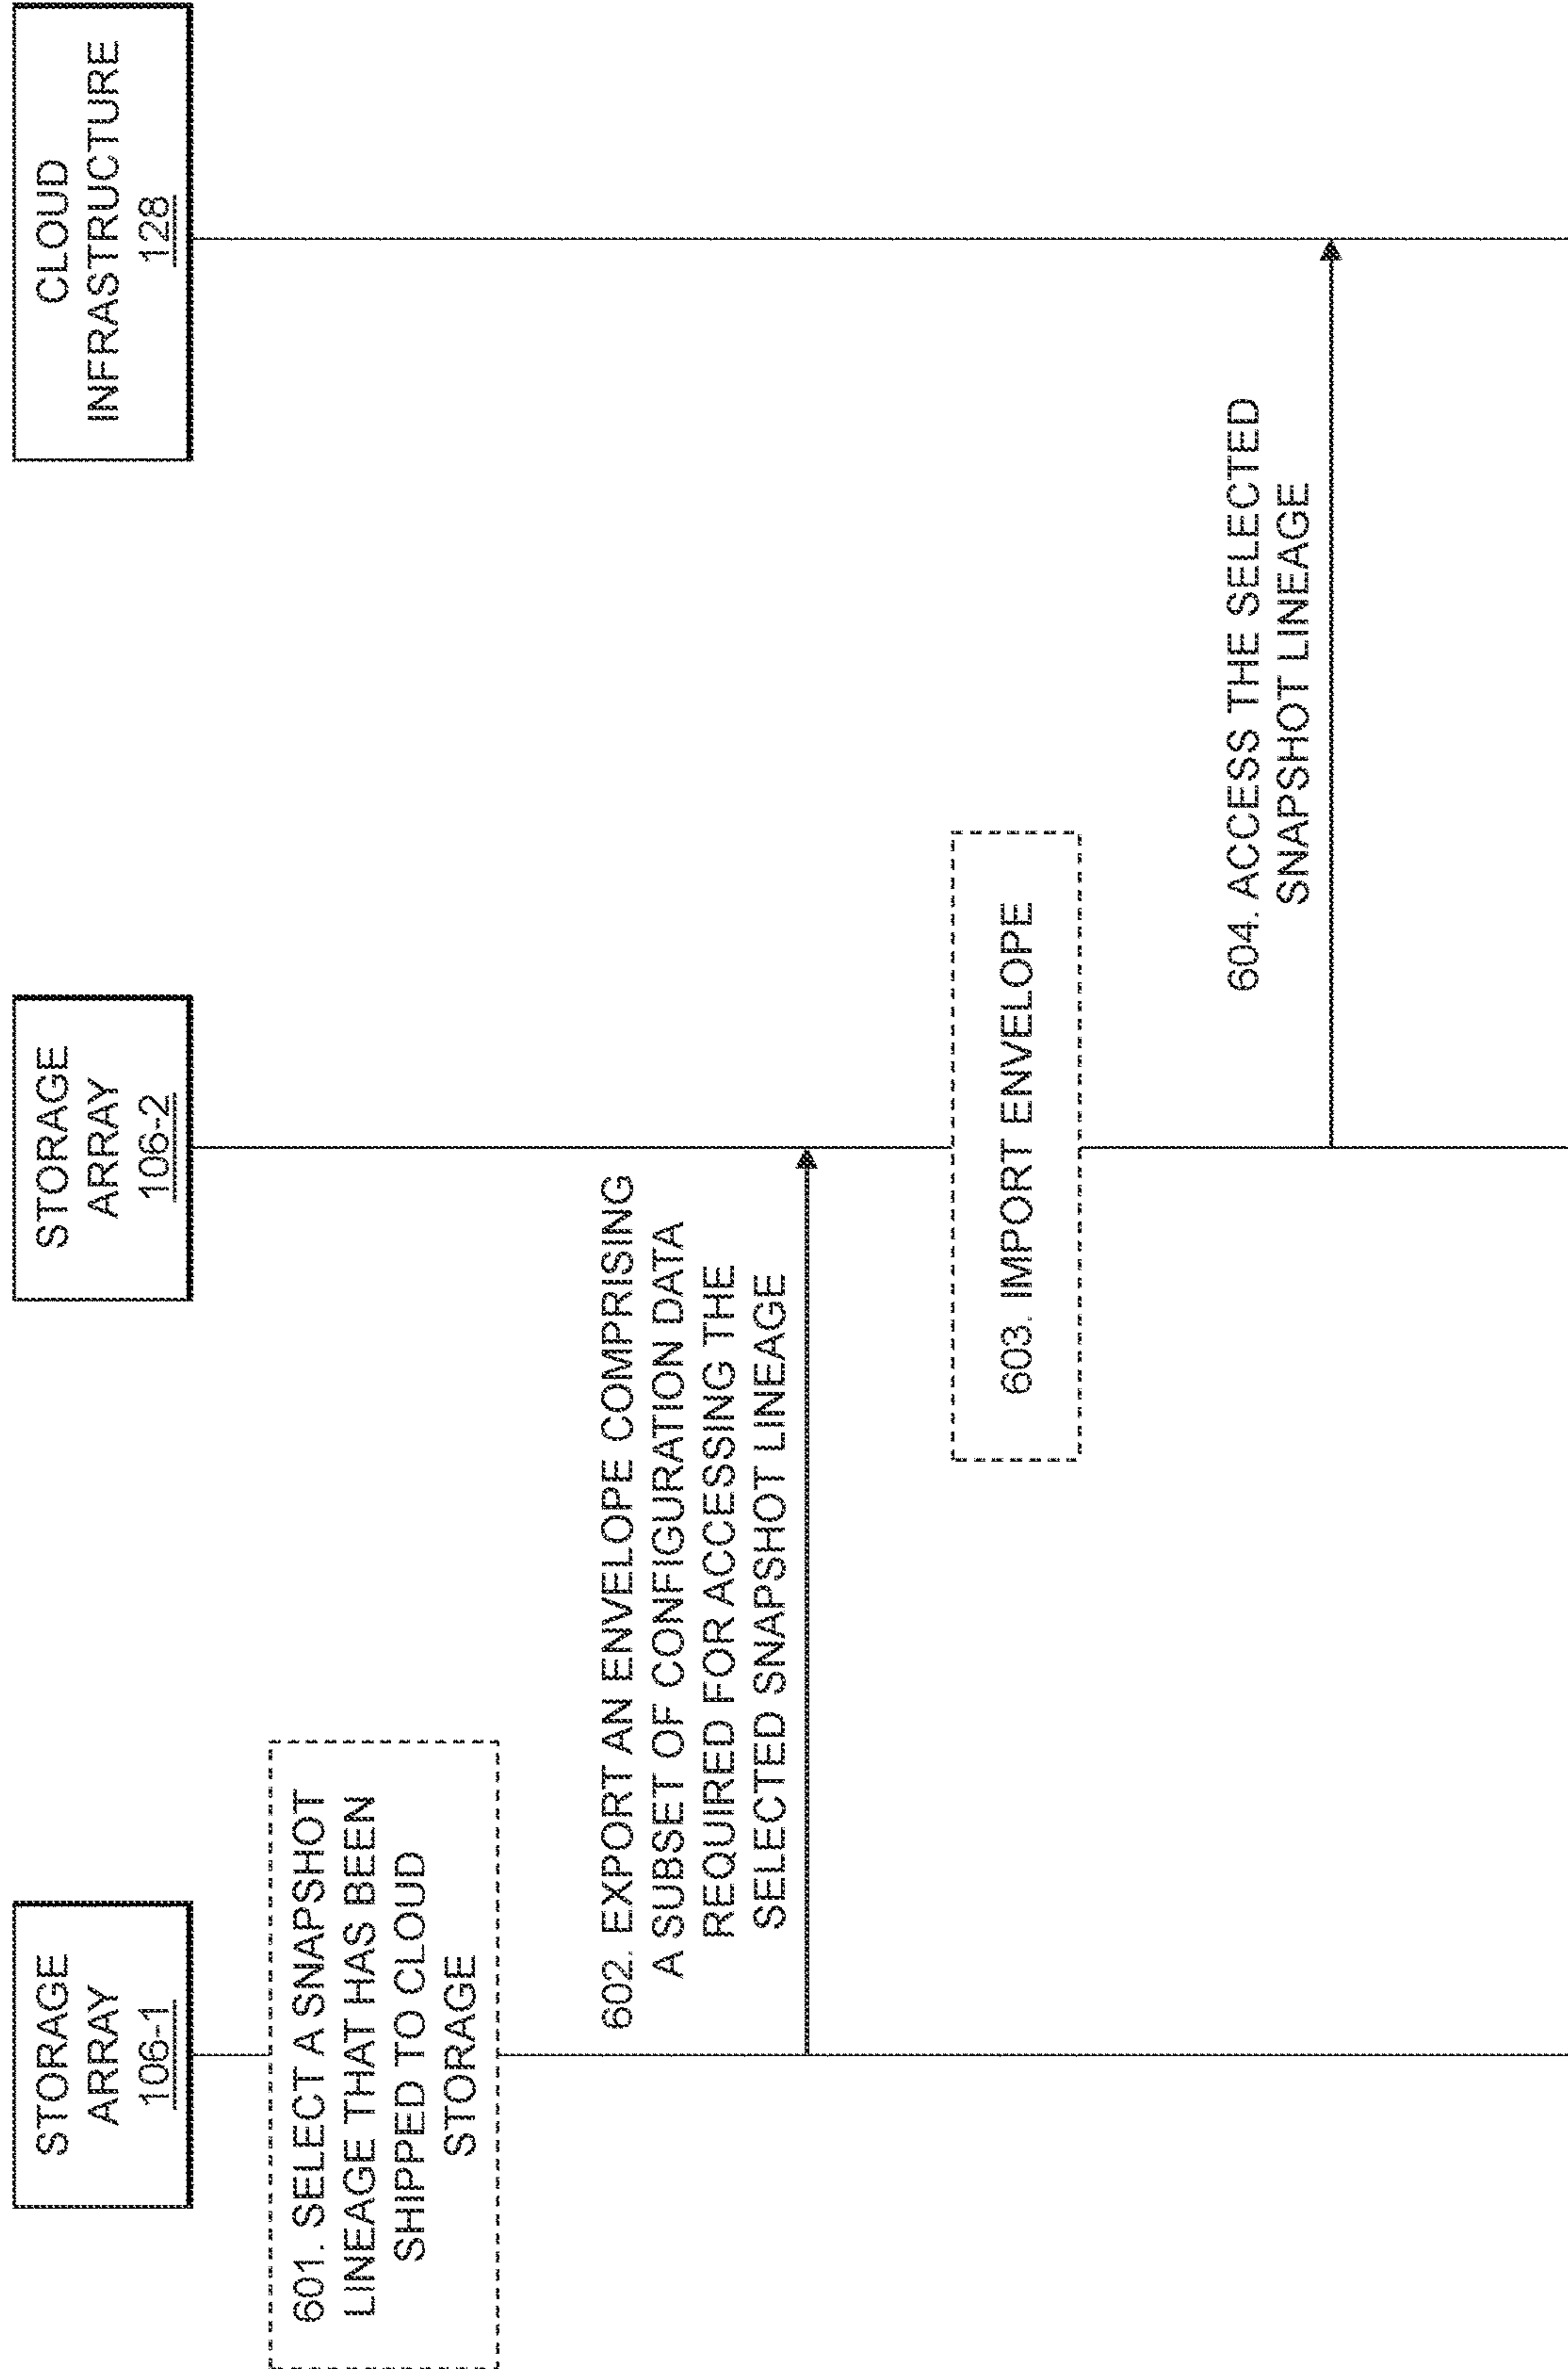 STORAGE
ARRAY
106-1
STORAGE
ARRAY
106-2
CLOUD
INFRASTRUCTURE
128
601. SELECT A SNAPSHOT
LINEAGE THAT HAS BEEN
SHIPPED TO CLOUD
STORAGE
602. EXPORT AN ENVELOPE COMPRISING
A SUBSET OF CONFIGURATION DATA
REQUIRED FOR ACCESSING THE
SELECTED SNAPSHOT LINEAGE
603. IMPORT ENVELOPE
604. ACCESS THE SELECTED
SNAPSHOT LINEAGE